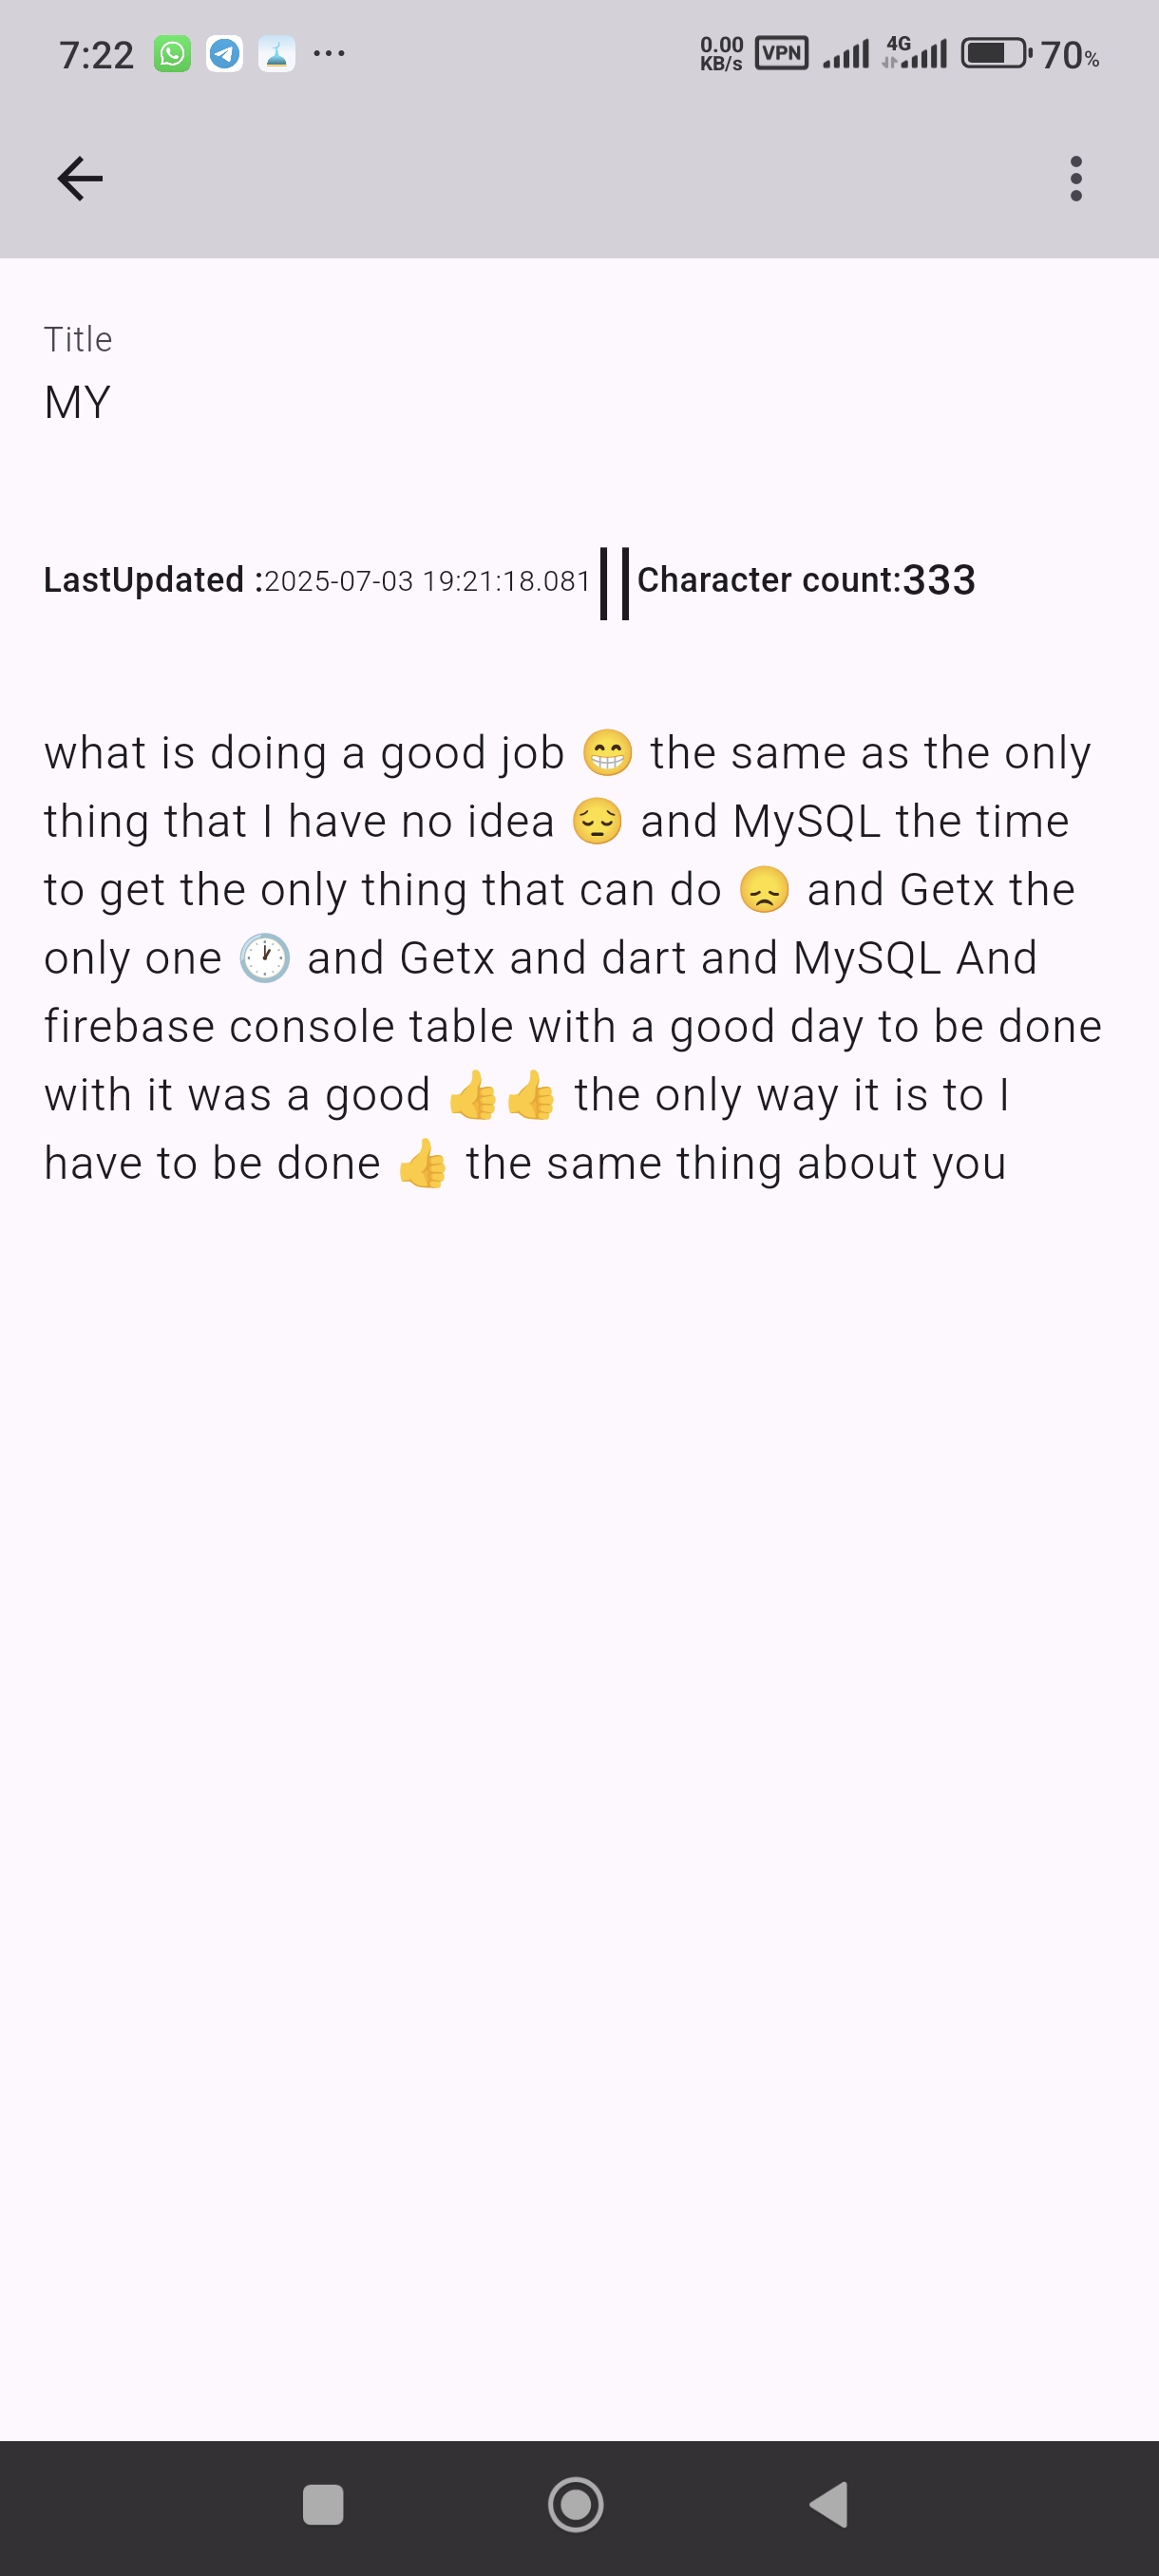 7:22 ... 0.00 KB/s VPN 4G 70%
Title
MY
LastUpdated :2025-07-03 19:21:18.081 || Character count:333
what is doing a good job 😁 the same as the only
thing that I have no idea 😔 and MySQL the time
to get the only thing that can do 😞 and Getx the
only one 🕐 and Getx and dart and MySQL And
firebase console table with a good day to be done
with it was a good 👍👍 the only way it is to I
have to be done 👍 the same thing about you